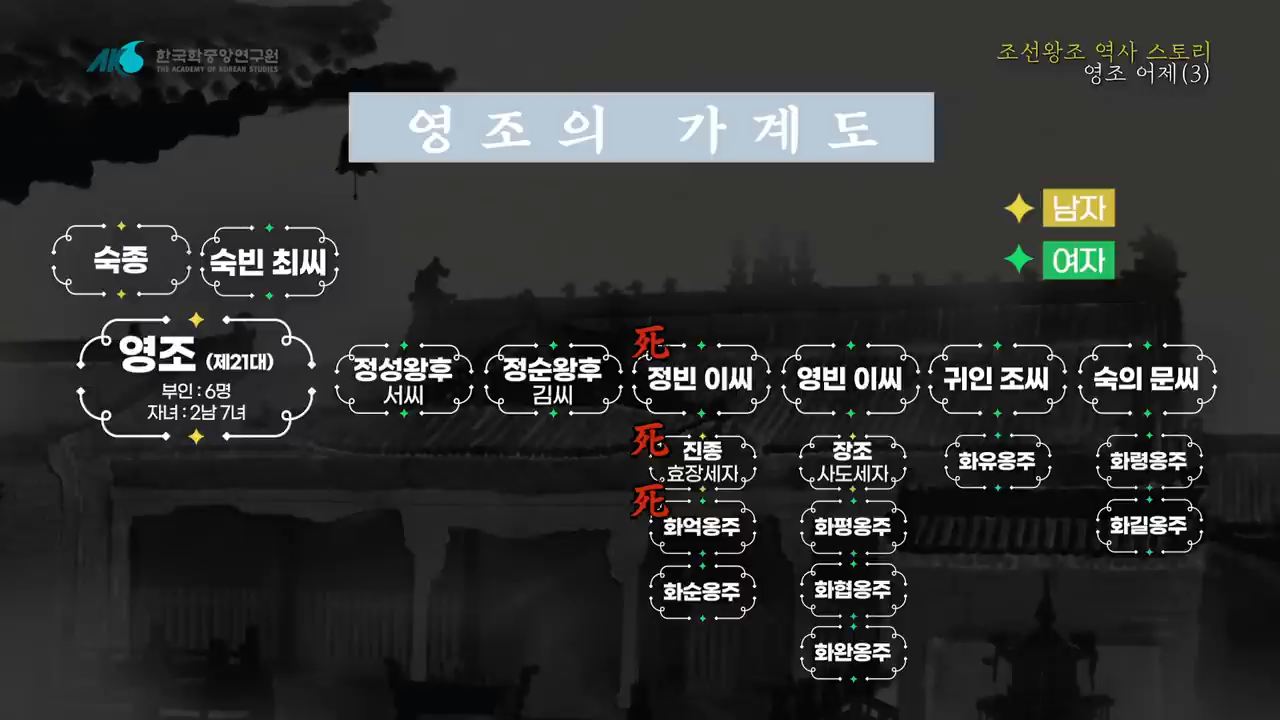 한국학중앙연구원
THE ACADEMY OF KOREAN STUDIES
조선왕조 역사 스토리
영조 어제(3)
영조의 가계도
남자
여자
숙종
숙빈 최씨
영조 (제21대)
부인 : 6명
자녀 : 2남 7녀
정성왕후
서씨
정순왕후
김씨
死
정빈 이씨
영빈 이씨
귀인 조씨
숙의 문씨
死
진종
효장세자
死
화억옹주
화순옹주
장조
사도세자
화평옹주
화협옹주
화완옹주
화유옹주
화령옹주
화길옹주